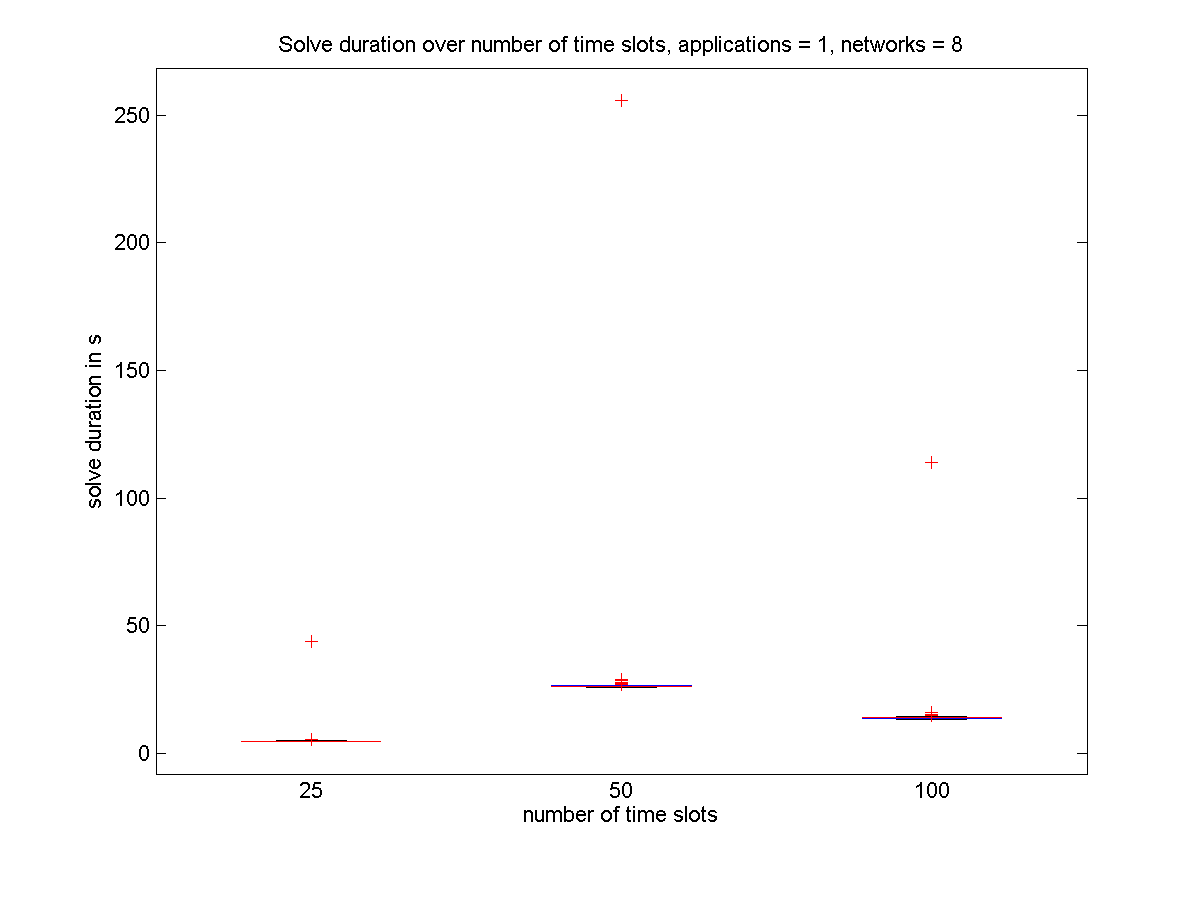 Solve duration over number of time slots, applications = 1, networks = 8
250
200
150
100
50
0
solve duration in s
25 50 100
number of time slots